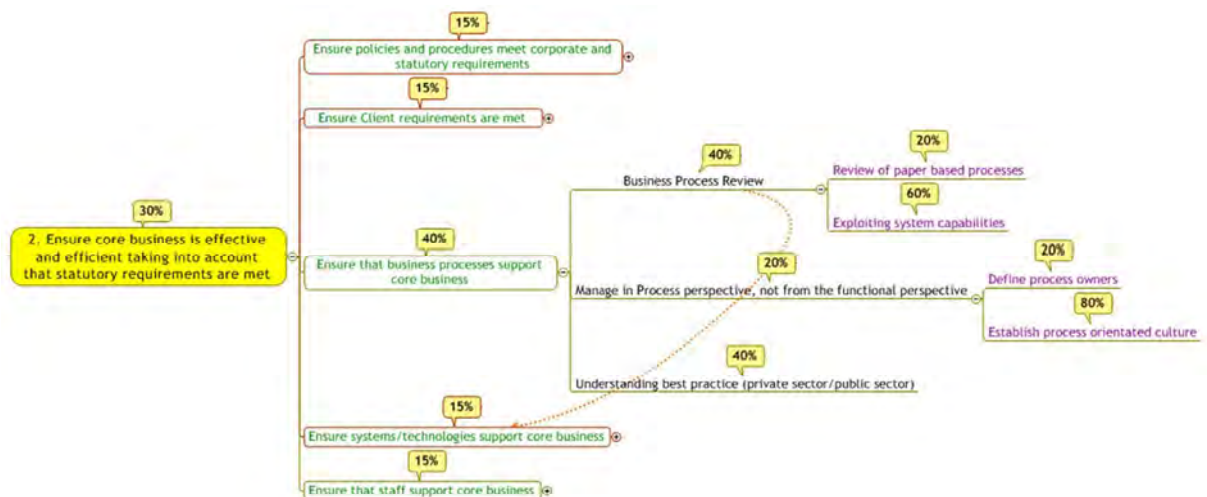 15%
Ensure policies and procedures meet corporate and
statutory requirements
15%
Ensure Client requirements are met
20%
40%
Review of paper based processes
Business Process Review
60%
30%
Exploiting system capabilities
2. Ensure core business is effective
and efficient taking into account
that statutory requirements are met
40%
Ensure that business processes support
core business
20%
20%
Define process owners
Manage in Process perspective, not from the functional perspective
80%
Establish process orientated culture
40%
Understanding best practice (private sector/public sector)
15%
Ensure systems/technologies support core business
15%
Ensure that staff support core business